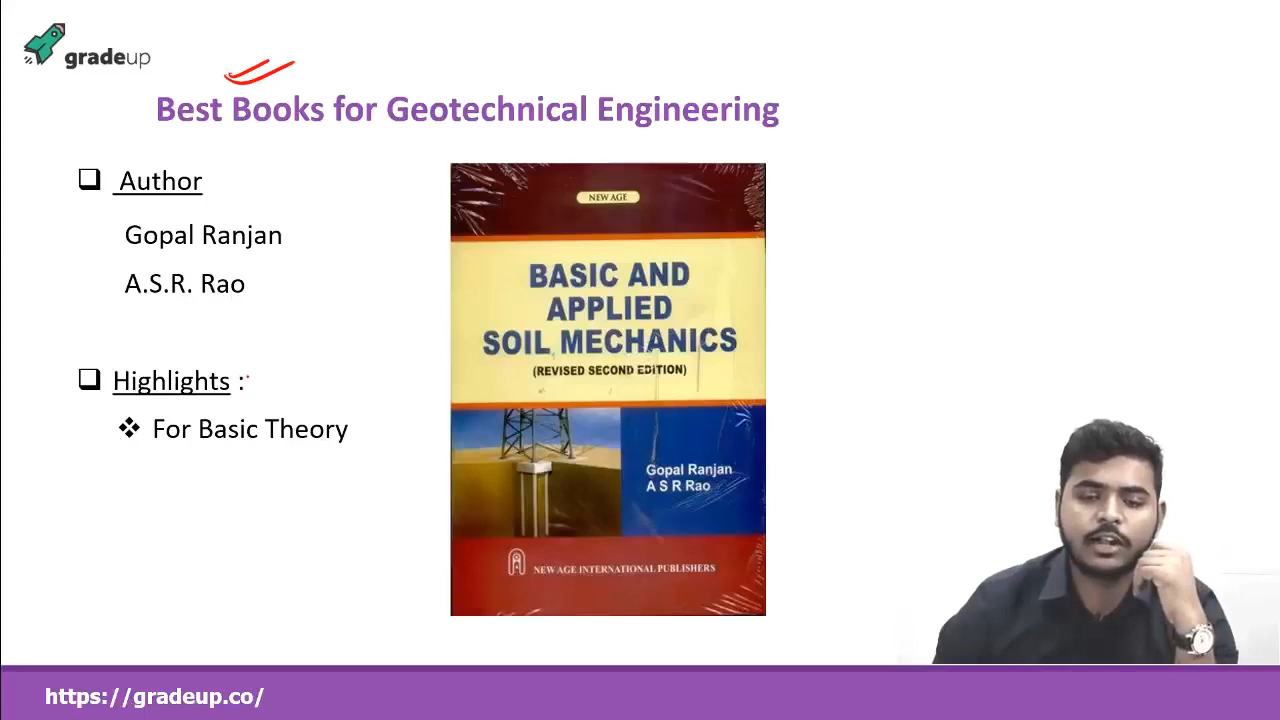 gradeup
Best Books for Geotechnical Engineering
Author
Gopal Ranjan
A.S.R. Rao
Highlights :
For Basic Theory
NEW AGE
BASIC AND
APPLIED
SOIL MECHANICS
(REVISED SECOND EDITION)
Gopal Ranjan
A S R Rao
NEW AGE INTERNATIONAL PUBLISHERS
https://gradeup.co/